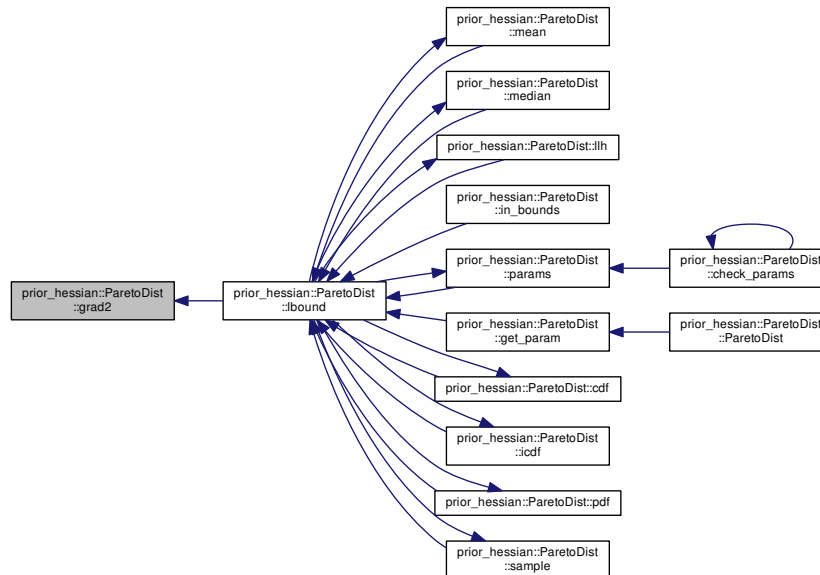 prior_hessian::ParetoDist
::mean
prior_hessian::ParetoDist
::median
prior_hessian::ParetoDist::llh
prior_hessian::ParetoDist
::in_bounds
prior_hessian::ParetoDist
::params
prior_hessian::ParetoDist
::check_params
prior_hessian::ParetoDist
::grad2
prior_hessian::ParetoDist
::lbound
prior_hessian::ParetoDist
::get_param
prior_hessian::ParetoDist
::ParetoDist
prior_hessian::ParetoDist::cdf
prior_hessian::ParetoDist
::icdf
prior_hessian::ParetoDist::pdf
prior_hessian::ParetoDist
::sample